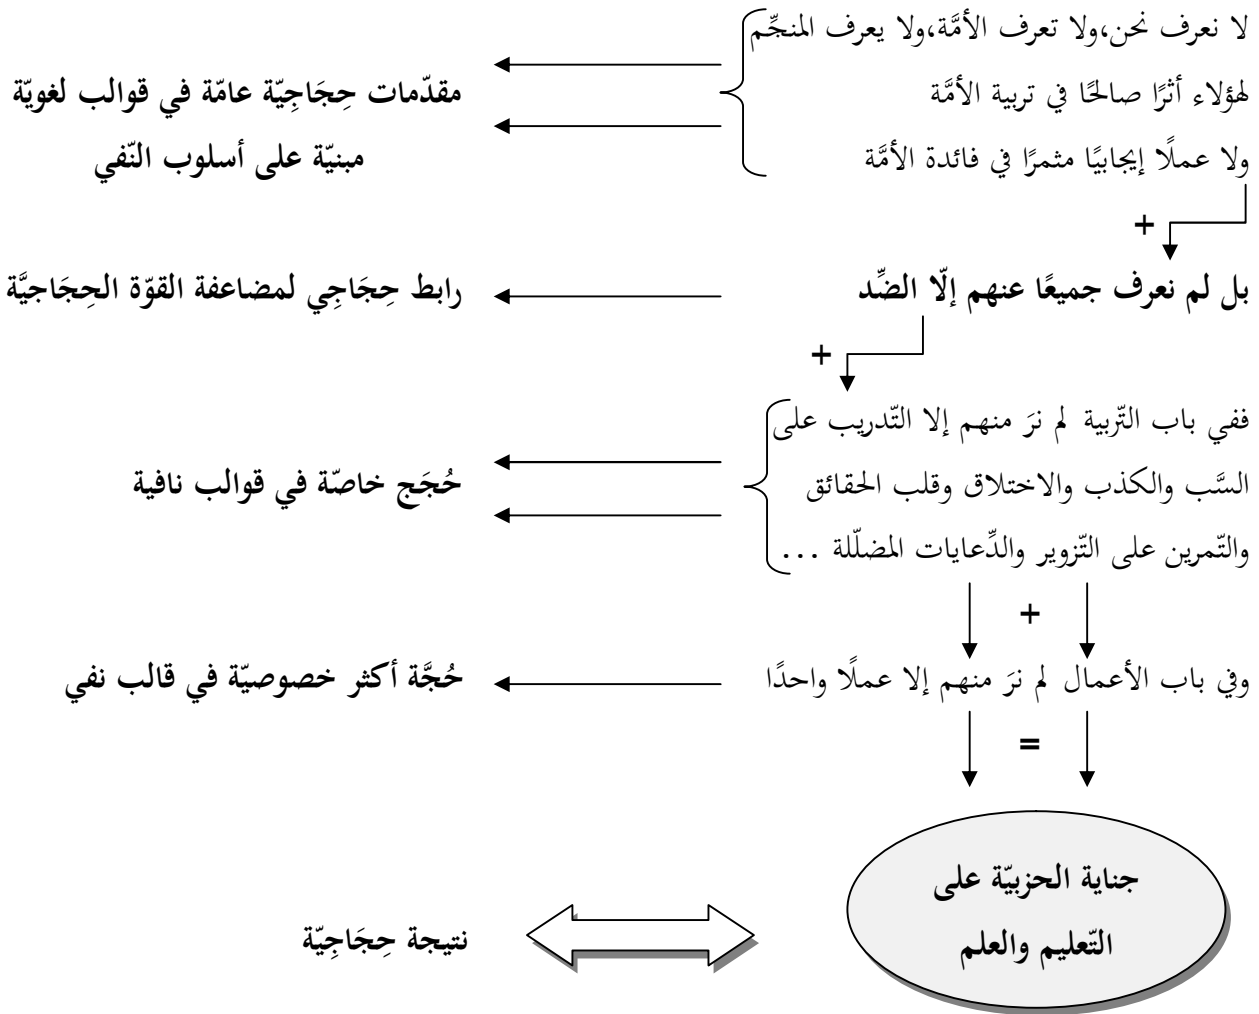 لا نعرف نحن،ولا تعرف الأمَّة،ولا يعرف المنجِّم
لهؤلاء أثرًا صالحًا في تربية الأمَّة
ولا عملًا إيجابيًا مثمرًا في فائدة الأمَّة
مقدّمات حِجَاجِيّة عامّة في قوالب لغويّة
مبنيّة على أسلوب النّفي
+
بل لم نعرف جميعًا عنهم إلّا الضِّد
رابط حِجَاجِي لمضاعفة القوّة الحِجَاجيَّة
+
ففي باب التّربية لم نرَ منهم إلا التّدريب على
السَّب والكذب والاختلاق وقلب الحقائق
والتّمرين على التّزوير والدِّعايات المضلّلة ...
حُجَج خاصّة في قوالب نافية
+
وفي باب الأعمال لم نرَ منهم إلا عملًا واحدًا
حُجَّة أكثر خصوصيّة في قالب نفي
=
جناية الحزبيّة على
التّعليم والعلم
نتيجة حِجَاجِيّة